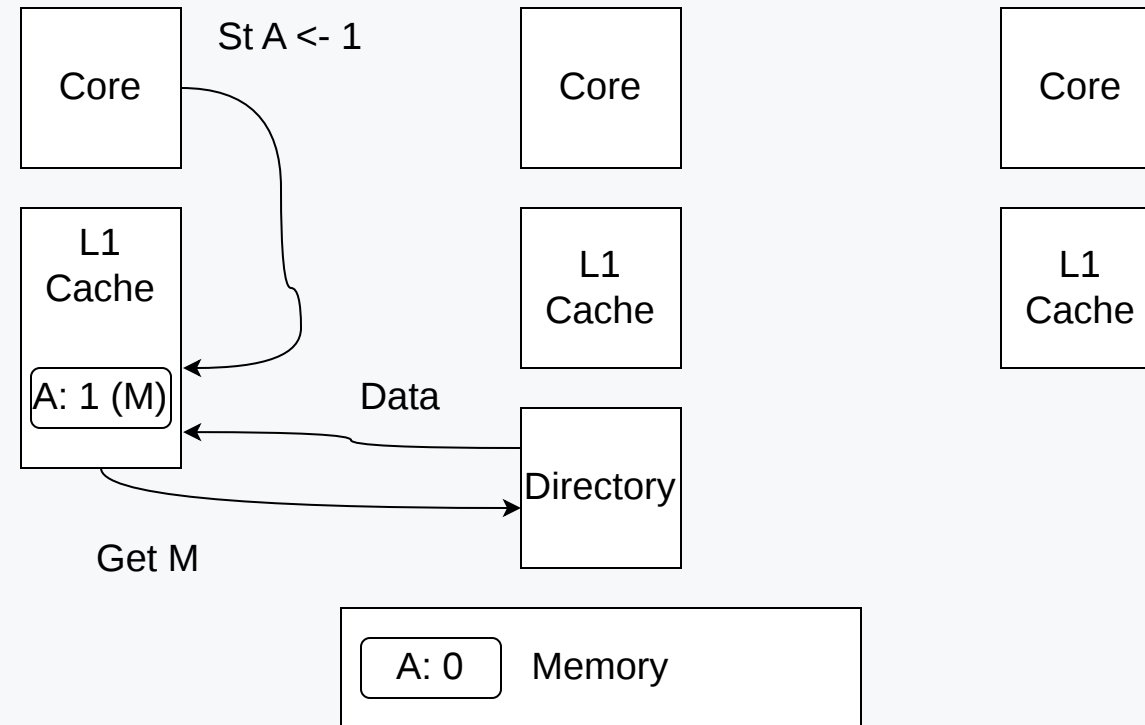 St A <- 1
Core
Core
Core
L1
Cache
L1
Cache
L1
Cache
A: 1 (M)
Data
Directory
Get M
A: 0
Memory